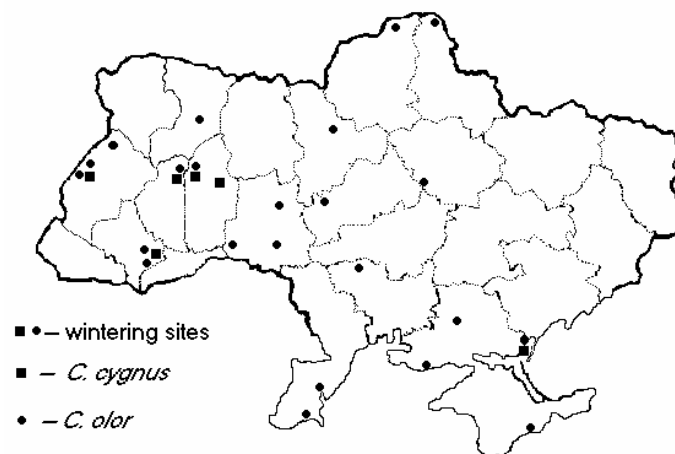 ■ ● – wintering sites
■ – C. cygnus
● – C. olor